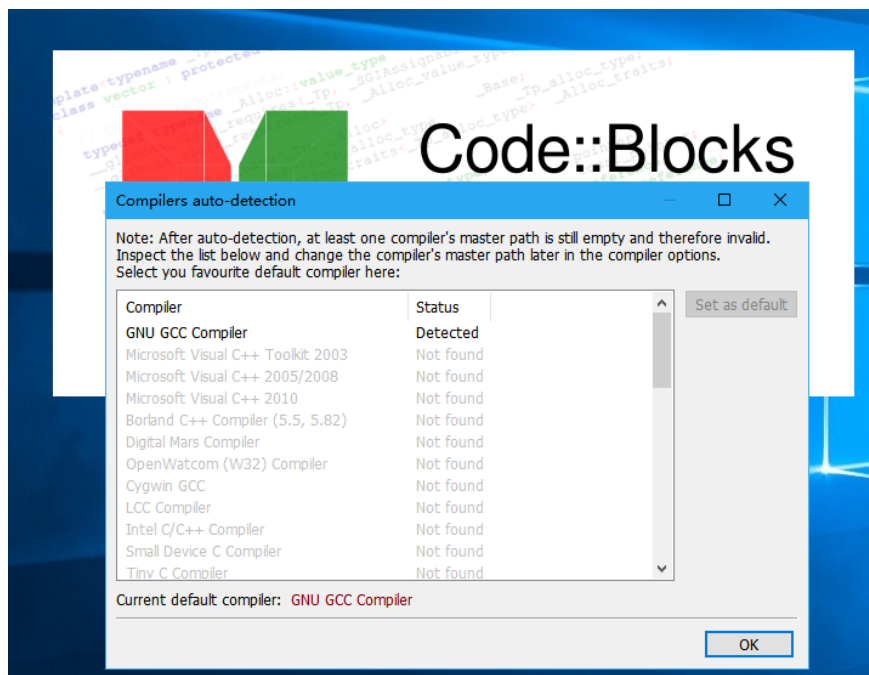 Code::Blocks
Compilers auto-detection
Note: After auto-detection, at least one compiler's master path is still empty and therefore invalid.
Inspect the list below and change the compiler's master path later in the compiler options.
Select you favourite default compiler here:
Compiler Status
Set as default
GNU GCC Compiler Detected
Microsoft Visual C++ Toolkit 2003 Not found
Microsoft Visual C++ 2005/2008 Not found
Microsoft Visual C++ 2010 Not found
Borland C++ Compiler (5.5, 5.82) Not found
Digital Mars Compiler Not found
OpenWatcom (W32) Compiler Not found
Cygwin GCC Not found
LCC Compiler Not found
Intel C/C++ Compiler Not found
Small Device C Compiler Not found
Tiny C Compiler Not found
Current default compiler: GNU GCC Compiler
OK